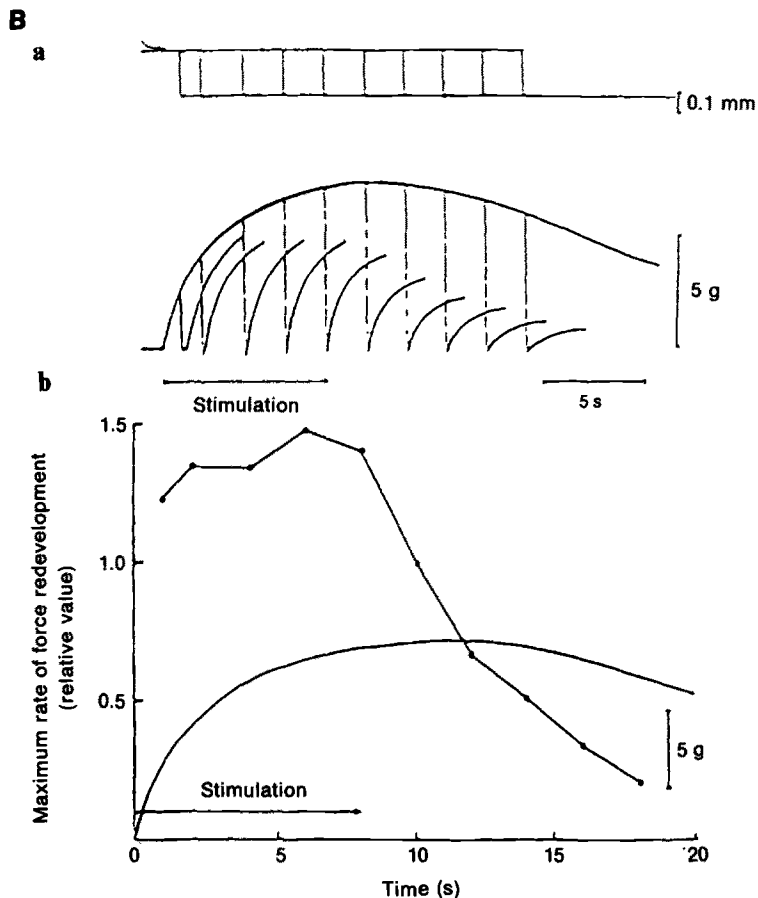 B
a
0.1 mm
5 g
Stimulation
5 s
b
1.5
1.0
0.5
0
Maximum rate of force redevelopment
(relative value)
Stimulation
5 g
0 5 10 15 20
Time (s)